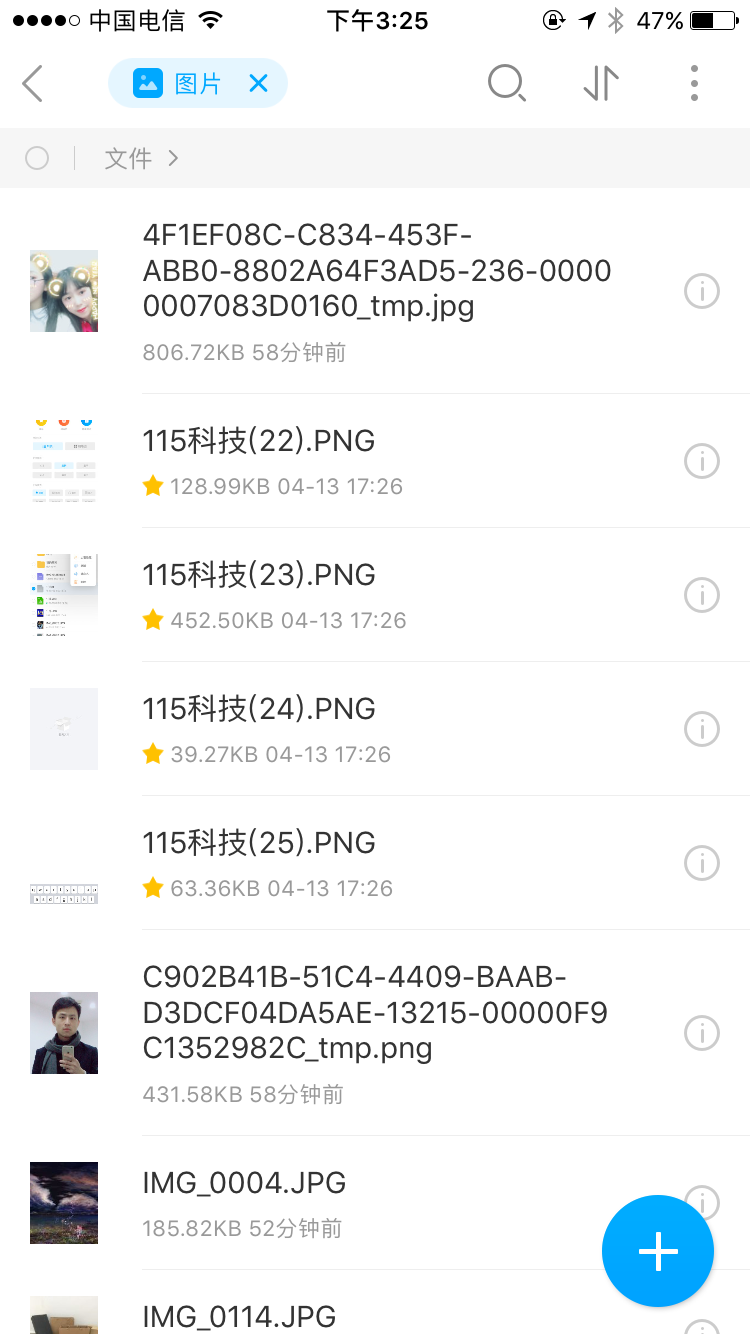 中国电信 下午3:25 47%
图片
文件
4F1EF08C-C834-453F-
ABB0-8802A64F3AD5-236-0000
0007083D0160_tmp.jpg
806.72KB 58分钟前
115科技(22).PNG
128.99KB 04-13 17:26
115科技(23).PNG
452.50KB 04-13 17:26
115科技(24).PNG
39.27KB 04-13 17:26
115科技(25).PNG
63.36KB 04-13 17:26
C902B41B-51C4-4409-BAAB-
D3DCF04DA5AE-13215-00000F9
C1352982C_tmp.png
431.58KB 58分钟前
IMG_0004.JPG
185.82KB 52分钟前
IMG_0114.JPG